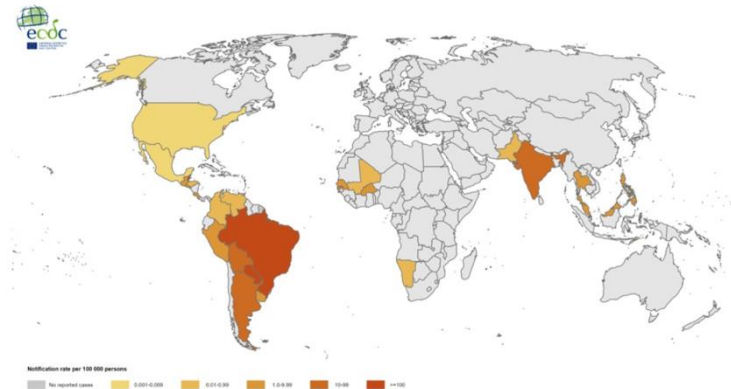 ecdc
Notification rate per 100 000 persons
No reported cases
0.001-0.009
0.01-0.99
1.0-9.99
10-99
>=100